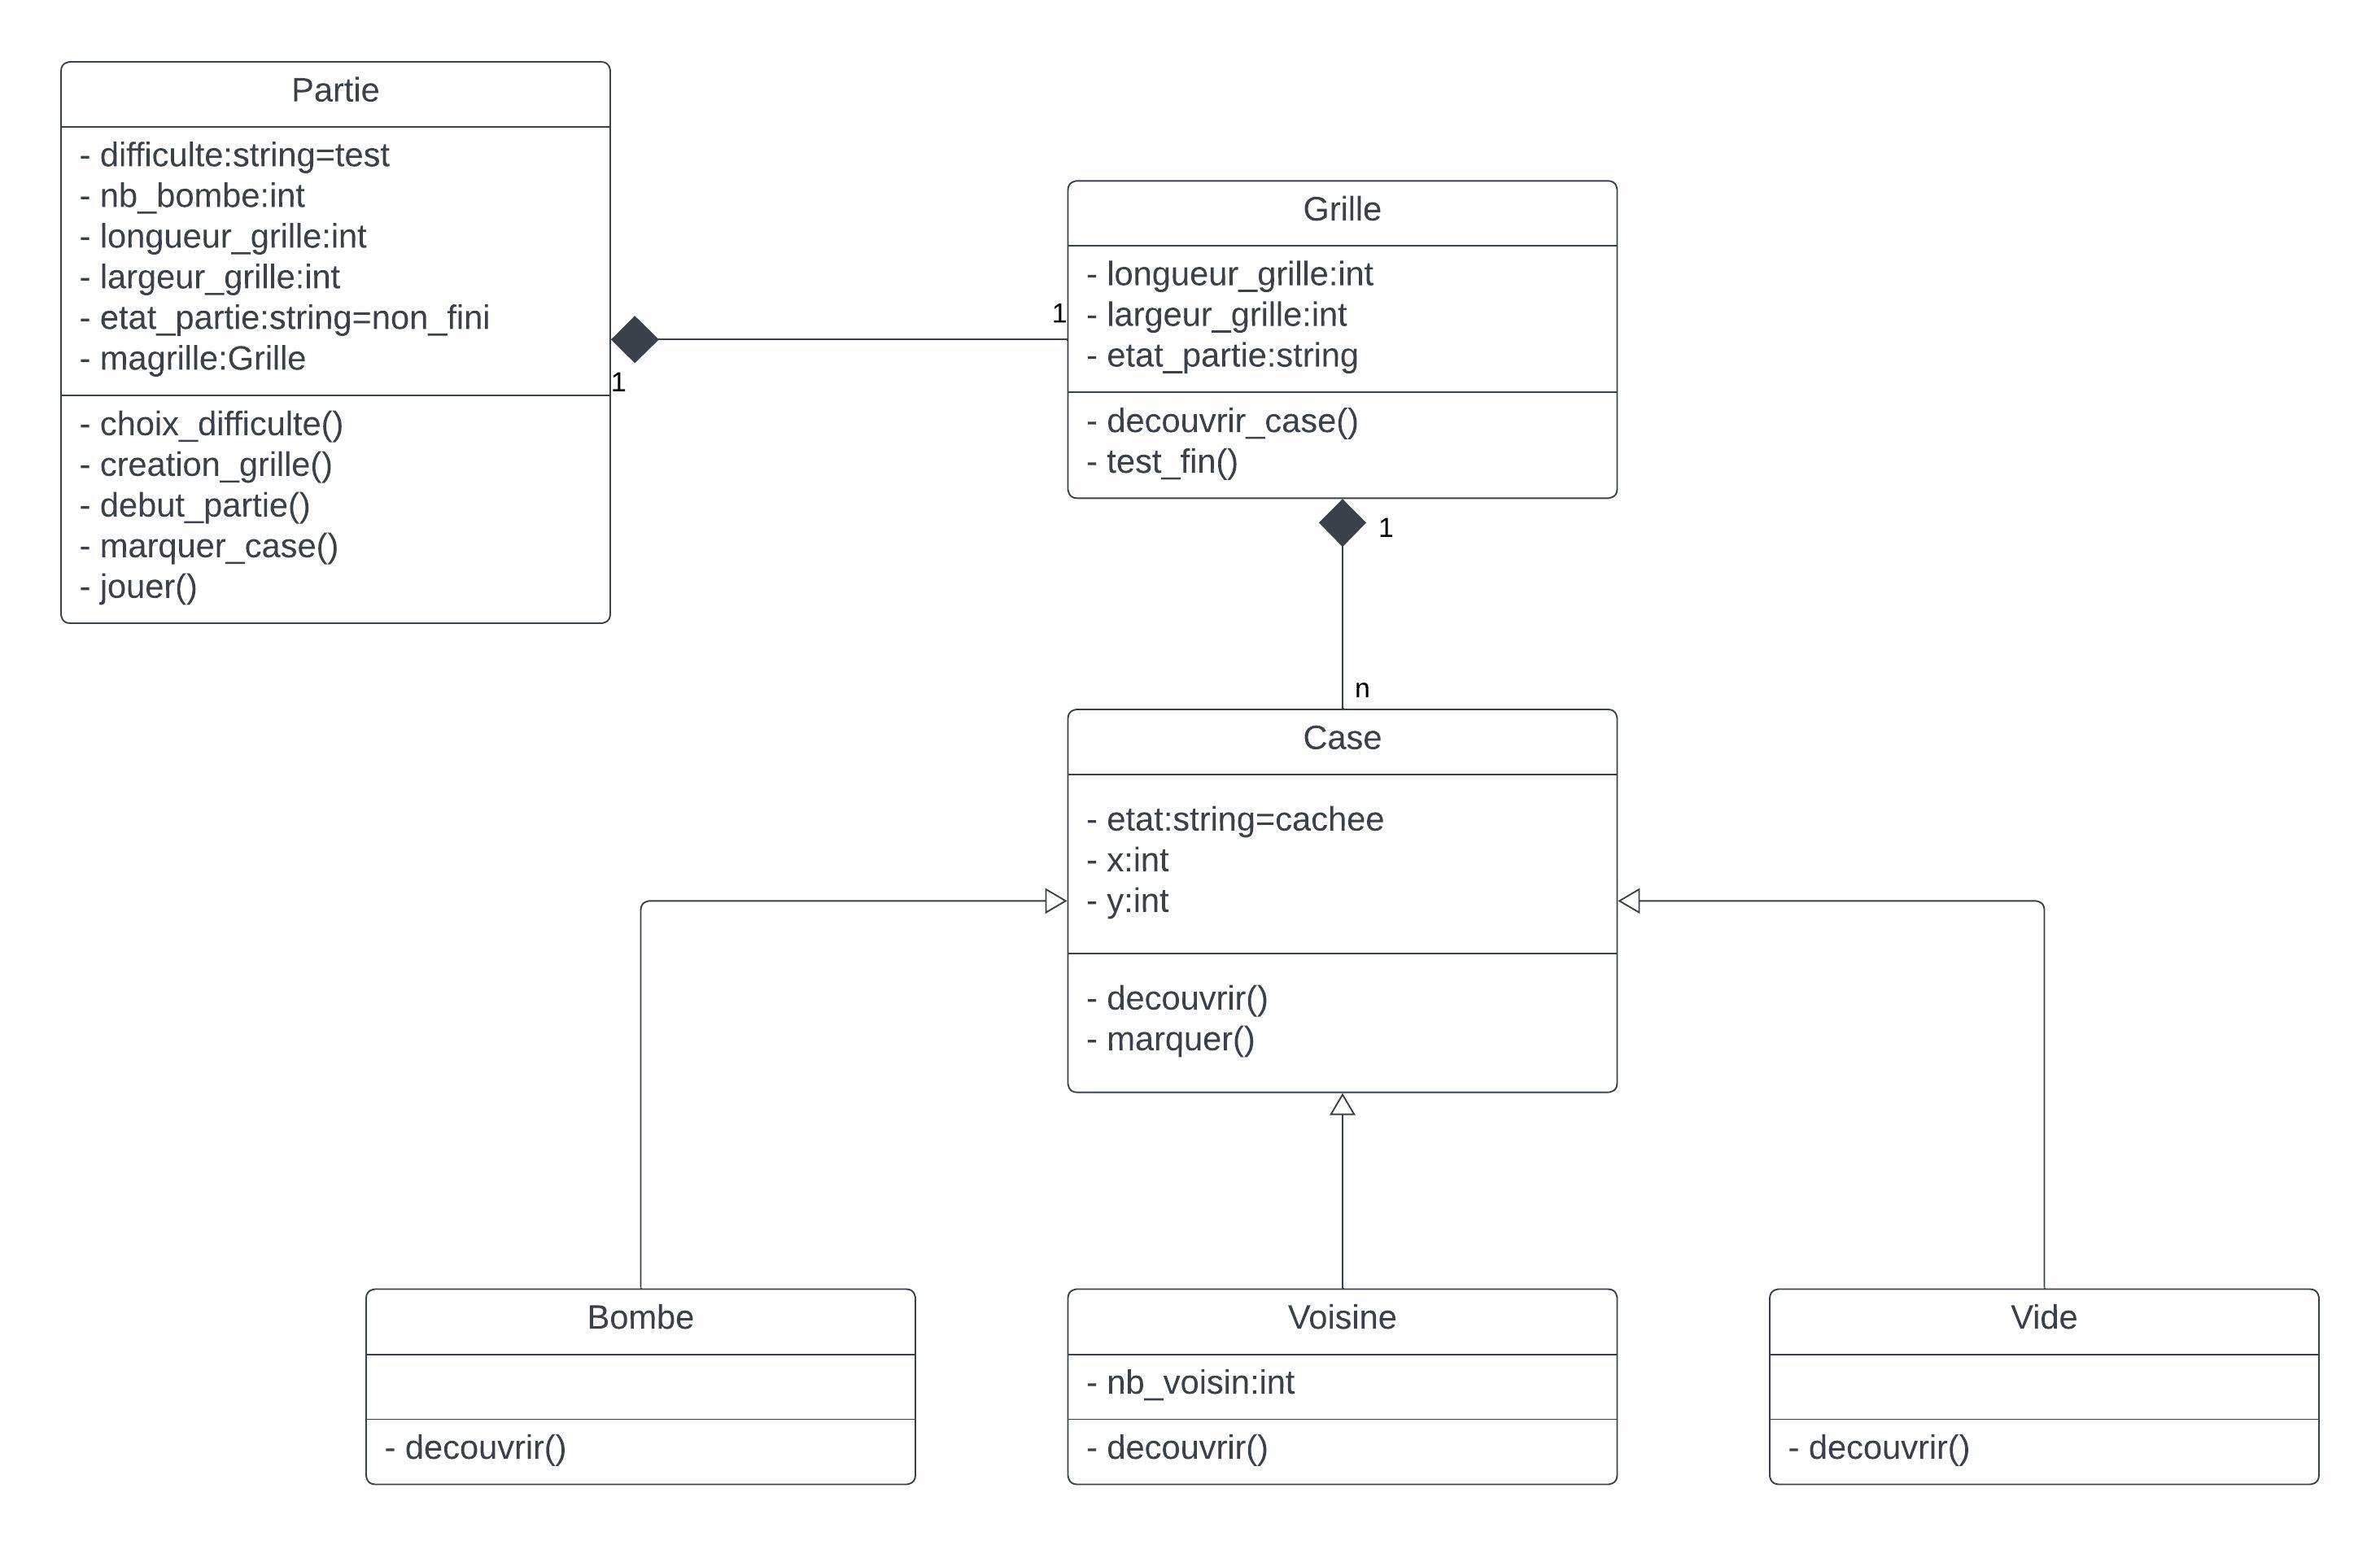 Partie
- difficulte:string=test
- nb_bombe:int
- longueur_grille:int
- largeur_grille:int
- etat_partie:string=non_fini
- magrille:Grille
- choix_difficulte()
- creation_grille()
- debut_partie()
- marquer_case()
- jouer()
1
1
Grille
- longueur_grille:int
- largeur_grille:int
- etat_partie:string
- decouvrir_case()
- test_fin()
1
n
Case
- etat:string=cachee
- x:int
- y:int
- decouvrir()
- marquer()
Bombe
- decouvrir()
Voisine
- nb_voisin:int
- decouvrir()
Vide
- decouvrir()